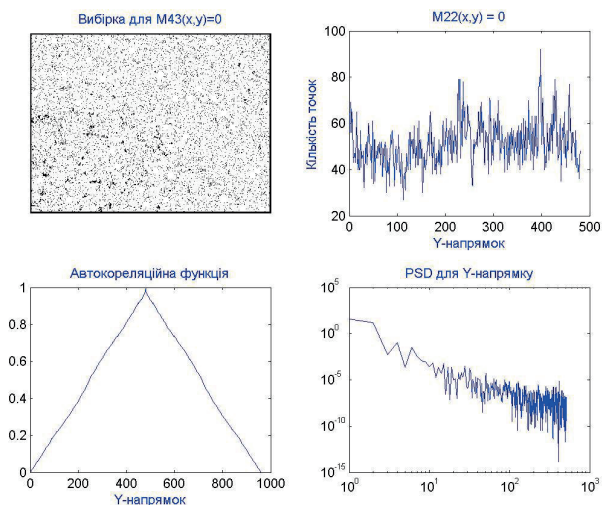 Вибірка для M43(x,y)=0
M22(x,y) = 0
100
80
60
40
20
Кількість точок
0 100 200 300 400 500
Y-напрямок
Автокореляційна функція
1
0.8
0.6
0.4
0.2
0
0 200 400 600 800 1000
Y-напрямок
PSD для Y-напрямку
10^5
10^0
10^-5
10^-10
10^-15
10^0 10^1 10^2 10^3